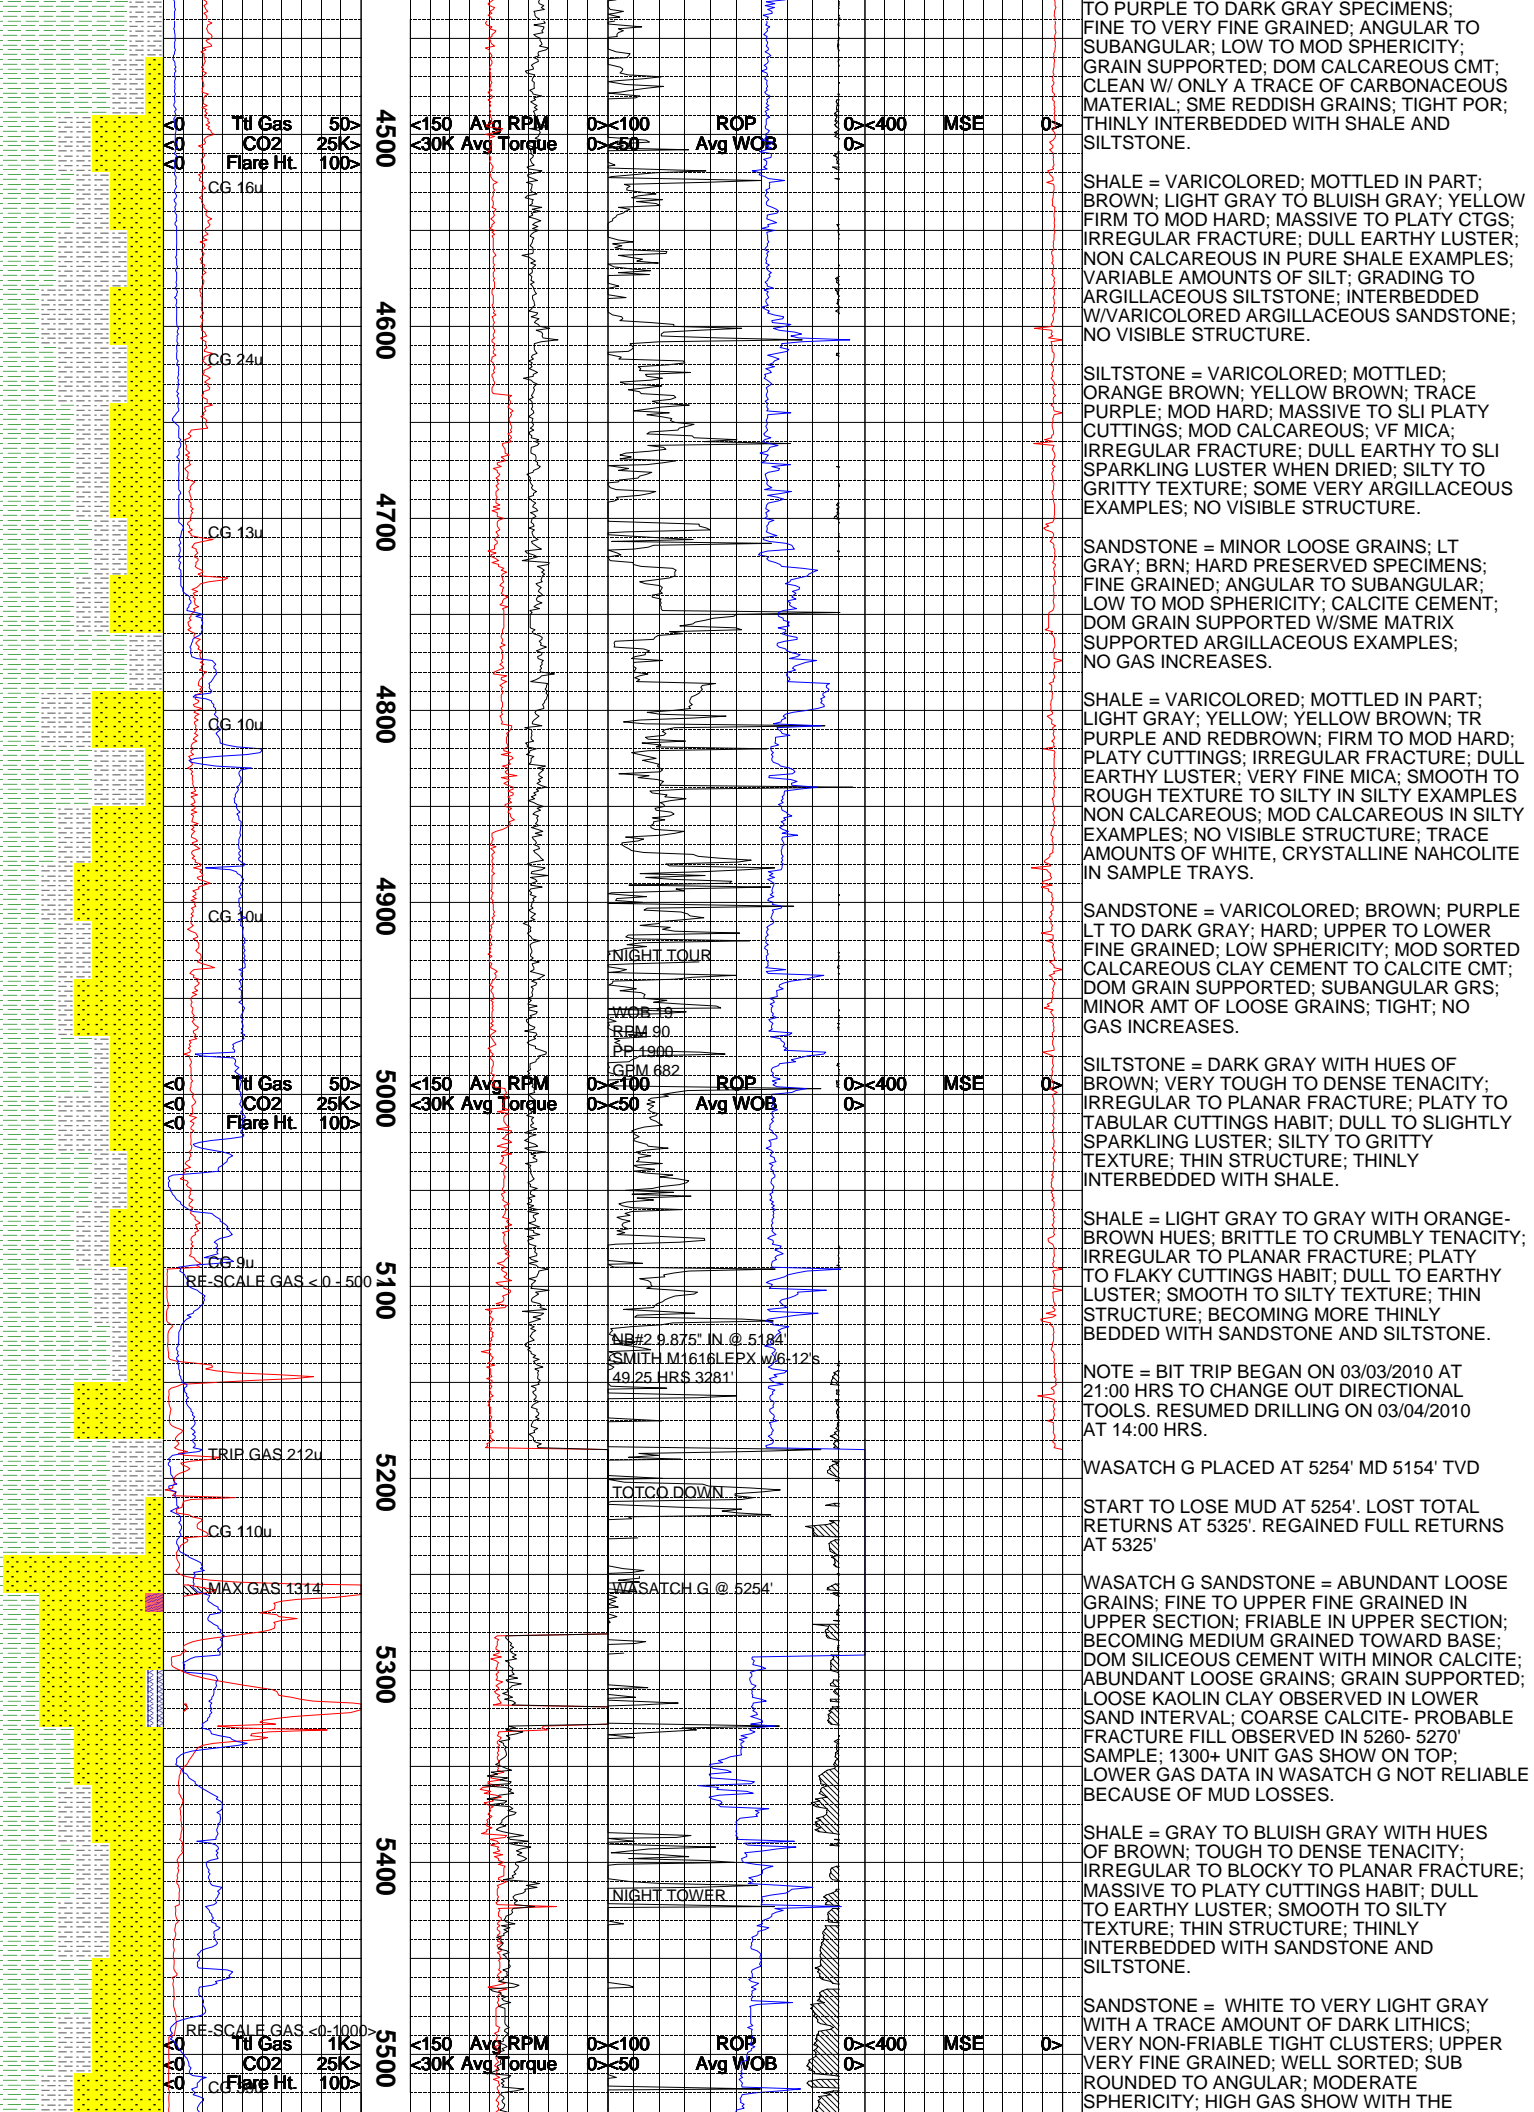 TO PURPLE TO DARK GRAY SPECIMENS;
FINE TO VERY FINE GRAINED; ANGULAR TO
SUBANGULAR; LOW TO MOD SPHERICITY;
GRAIN SUPPORTED; DOM CALCAREOUS CMT;
CLEAN W/ ONLY A TRACE OF CARBONACEOUS
MATERIAL; SME REDDISH GRAINS; TIGHT POR;
THINLY INTERBEDDED WITH SHALE AND
SILTSTONE.
<0 Ttl Gas 50> <150 Avg RPM 0> <100 ROP 0> <400 MSE 0>
<0 CO2 25K> <30K Avg Torque 0> <50 Avg WOB 0>
<0 Flare Ht. 100>
4500
CG 16u
SHALE = VARICOLORED; MOTTLED IN PART;
BROWN; LIGHT GRAY TO BLUISH GRAY; YELLOW
FIRM TO MOD HARD; MASSIVE TO PLATY CTGS;
IRREGULAR FRACTURE; DULL EARTHY LUSTER;
NON CALCAREOUS IN PURE SHALE EXAMPLES;
VARIABLE AMOUNTS OF SILT; GRADING TO
ARGILLACEOUS SILTSTONE; INTERBEDDED
W/VARICOLORED ARGILLACEOUS SANDSTONE;
NO VISIBLE STRUCTURE.
4600
CG 24u
SILTSTONE = VARICOLORED; MOTTLED;
ORANGE BROWN; YELLOW BROWN; TRACE
PURPLE; MOD HARD; MASSIVE TO SLI PLATY
CUTTINGS; MOD CALCAREOUS; VF MICA;
IRREGULAR FRACTURE; DULL EARTHY TO SLI
SPARKLING LUSTER WHEN DRIED; SILTY TO
GRITTY TEXTURE; SOME VERY ARGILLACEOUS
EXAMPLES; NO VISIBLE STRUCTURE.
4700
CG 13u
SANDSTONE = MINOR LOOSE GRAINS; LT
GRAY; BRN; HARD PRESERVED SPECIMENS;
FINE GRAINED; ANGULAR TO SUBANGULAR;
LOW TO MOD SPHERICITY; CALCITE CEMENT;
DOM GRAIN SUPPORTED W/SME MATRIX
SUPPORTED ARGILLACEOUS EXAMPLES;
NO GAS INCREASES.
4800
CG 10u
SHALE = VARICOLORED; MOTTLED IN PART;
LIGHT GRAY; YELLOW; YELLOW BROWN; TR
PURPLE AND REDBROWN; FIRM TO MOD HARD;
PLATY CUTTINGS; IRREGULAR FRACTURE; DULL
EARTHY LUSTER; VERY FINE MICA; SMOOTH TO
ROUGH TEXTURE TO SILTY IN SILTY EXAMPLES
NON CALCAREOUS; MOD CALCAREOUS IN SILTY
EXAMPLES; NO VISIBLE STRUCTURE; TRACE
AMOUNTS OF WHITE, CRYSTALLINE NAHCOLITE
IN SAMPLE TRAYS.
4900
CG 10u
NIGHT TOUR
SANDSTONE = VARICOLORED; BROWN; PURPLE
LT TO DARK GRAY; HARD; UPPER TO LOWER
FINE GRAINED; LOW SPHERICITY; MOD SORTED
CALCAREOUS CLAY CEMENT TO CALCITE CMT;
DOM GRAIN SUPPORTED; SUBANGULAR GRS;
MINOR AMT OF LOOSE GRAINS; TIGHT; NO
GAS INCREASES.
WOB 19
RPM 90
PP 1900
GPM 682
<0 Ttl Gas 50> <150 Avg RPM 0> <100 ROP 0> <400 MSE 0>
<0 CO2 25K> <30K Avg Torque 0> <50 Avg WOB 0>
<0 Flare Ht. 100>
5000
SILTSTONE = DARK GRAY WITH HUES OF
BROWN; VERY TOUGH TO DENSE TENACITY;
IRREGULAR TO PLANAR FRACTURE; PLATY TO
TABULAR CUTTINGS HABIT; DULL TO SLIGHTLY
SPARKLING LUSTER; SILTY TO GRITTY
TEXTURE; THIN STRUCTURE; THINLY
INTERBEDDED WITH SHALE.
CG 9u
RE-SCALE GAS < 0 - 500
5100
SHALE = LIGHT GRAY TO GRAY WITH ORANGE-
BROWN HUES; BRITTLE TO CRUMBLY TENACITY;
IRREGULAR TO PLANAR FRACTURE; PLATY
TO FLAKY CUTTINGS HABIT; DULL TO EARTHY
LUSTER; SMOOTH TO SILTY TEXTURE; THIN
STRUCTURE; BECOMING MORE THINLY
BEDDED WITH SANDSTONE AND SILTSTONE.
NB#2 9.875" IN @ 5184'
SMITH M1616LEPX w/6-12's
49.25 HRS 3281'
NOTE = BIT TRIP BEGAN ON 03/03/2010 AT
21:00 HRS TO CHANGE OUT DIRECTIONAL
TOOLS. RESUMED DRILLING ON 03/04/2010
AT 14:00 HRS.
TRIP GAS 212u
5200
TOTCO DOWN
WASATCH G PLACED AT 5254' MD 5154' TVD
CG 110u
START TO LOSE MUD AT 5254'. LOST TOTAL
RETURNS AT 5325'. REGAINED FULL RETURNS
AT 5325'
MAX GAS 1314'
WASATCH G @ 5254'
5300
WASATCH G SANDSTONE = ABUNDANT LOOSE
GRAINS; FINE TO UPPER FINE GRAINED IN
UPPER SECTION; FRIABLE IN UPPER SECTION;
BECOMING MEDIUM GRAINED TOWARD BASE;
DOM SILICEOUS CEMENT WITH MINOR CALCITE;
ABUNDANT LOOSE GRAINS; GRAIN SUPPORTED;
LOOSE KAOLIN CLAY OBSERVED IN LOWER
SAND INTERVAL; COARSE CALCITE- PROBABLE
FRACTURE FILL OBSERVED IN 5260- 5270'
SAMPLE; 1300+ UNIT GAS SHOW ON TOP;
LOWER GAS DATA IN WASATCH G NOT RELIABLE
BECAUSE OF MUD LOSSES.
5400
NIGHT TOWER
SHALE = GRAY TO BLUISH GRAY WITH HUES
OF BROWN; TOUGH TO DENSE TENACITY;
IRREGULAR TO BLOCKY TO PLANAR FRACTURE;
MASSIVE TO PLATY CUTTINGS HABIT; DULL
TO EARTHY LUSTER; SMOOTH TO SILTY
TEXTURE; THIN STRUCTURE; THINLY
INTERBEDDED WITH SANDSTONE AND
SILTSTONE.
RE-SCALE GAS <0-1000>
<0 Ttl Gas 1K> <150 Avg RPM 0> <100 ROP 0> <400 MSE 0>
<0 CO2 25K> <30K Avg Torque 0> <50 Avg WOB 0>
<0 Flare Ht. 100>
5500
CG
SANDSTONE = WHITE TO VERY LIGHT GRAY
WITH A TRACE AMOUNT OF DARK LITHICS;
VERY NON-FRIABLE TIGHT CLUSTERS; UPPER
VERY FINE GRAINED; WELL SORTED; SUB
ROUNDED TO ANGULAR; MODERATE
SPHERICITY; HIGH GAS SHOW WITH THE